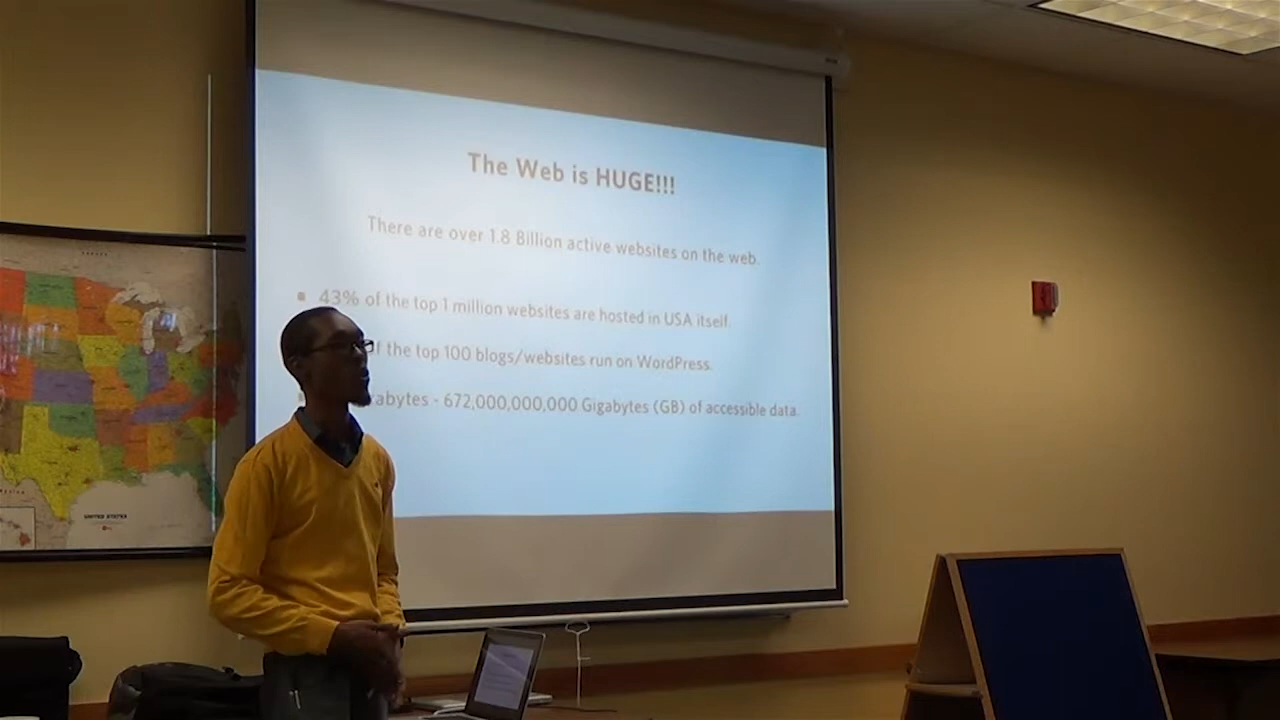 The Web is HUGE!!!
There are over 1.8 Billion active websites on the web.
43% of the top 1 million websites are hosted in USA itself.
the top 100 blogs/websites run on WordPress.
abytes - 672,000,000,000 Gigabytes (GB) of accessible data.
UNITED STATES